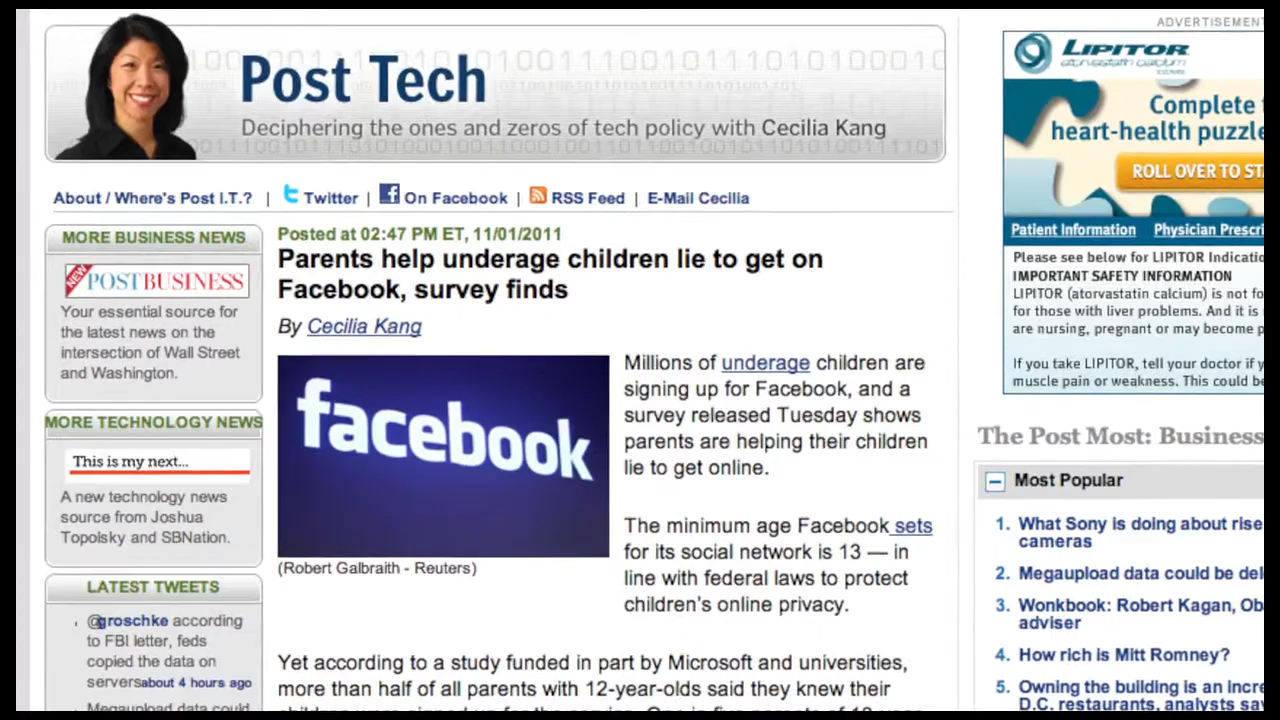 ADVERTISEMENT
Post Tech
Deciphering the ones and zeros of tech policy with Cecilia Kang
About / Where's Post I.T.? | Twitter | On Facebook | RSS Feed | E-Mail Cecilia
MORE BUSINESS NEWS
NEW POSTBUSINESS
Your essential source for
the latest news on the
intersection of Wall Street
and Washington.
MORE TECHNOLOGY NEWS
This is my next...
A new technology news
source from Joshua
Topolsky and SBNation.
LATEST TWEETS
@groschke according
to FBI letter, feds
copied the data on
servers about 4 hours ago
Megaupload data could
Posted at 02:47 PM ET, 11/01/2011
Parents help underage children lie to get on
Facebook, survey finds
By Cecilia Kang
facebook
(Robert Galbraith - Reuters)
Millions of underage children are
signing up for Facebook, and a
survey released Tuesday shows
parents are helping their children
lie to get online.
The minimum age Facebook sets
for its social network is 13 — in
line with federal laws to protect
children's online privacy.
Yet according to a study funded in part by Microsoft and universities,
more than half of all parents with 12-year-olds said they knew their
LIPITOR
atorvastatin calcium
Complete
heart-health puzzle
ROLL OVER TO
Patient Information Physician
Please see below for LIPITOR
IMPORTANT SAFETY INFORMATION
LIPITOR (atorvastatin calcium) is not
for those with liver problems. And it is
are nursing, pregnant or may become
If you take LIPITOR, tell your doctor if
muscle pain or weakness. This could
The Post Most: Business
Most Popular
1. What Sony is doing about rise
cameras
2. Megaupload data could be
3. Wonkbook: Robert Kagan,
adviser
4. How rich is Mitt Romney?
5. Owning the building is an
D.C. restaurants, analysts